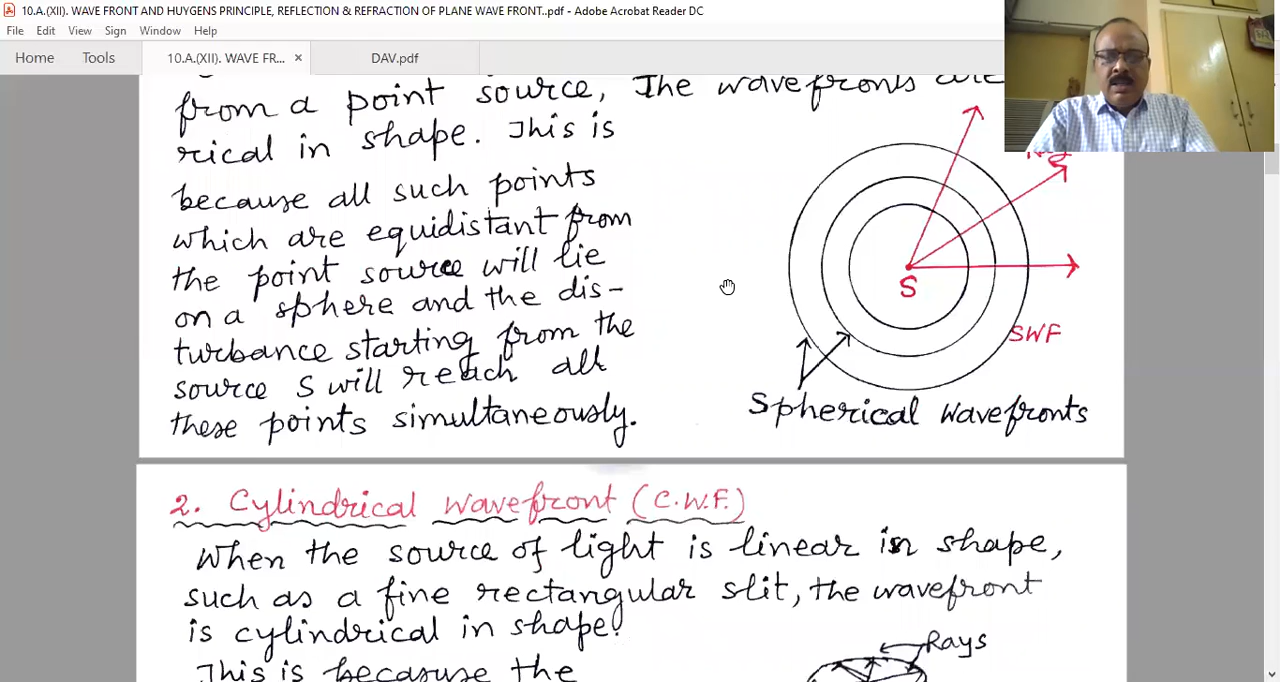 10.A.(XII). WAVE FRONT AND HUYGENS PRINCIPLE, REFLECTION & REFRACTION OF PLANE WAVE FRONT..pdf - Adobe Acrobat Reader DC
File Edit View Sign Window Help
Home Tools 10.A.(XII). WAVE FR... × DAV.pdf
from a point source, The wavefronts are
rical in shape. This is
because all such points
which are equidistant from
the point source will lie
on a sphere and the dis-
turbance starting from the
source S will reach all
these points simultaneously.
S
SWF
Spherical Wavefronts
2. Cylindrical Wavefront (C.W.F.)
When the source of light is linear in shape,
such as a fine rectangular slit, the wavefront
is cylindrical in shape.
This is because the
Rays